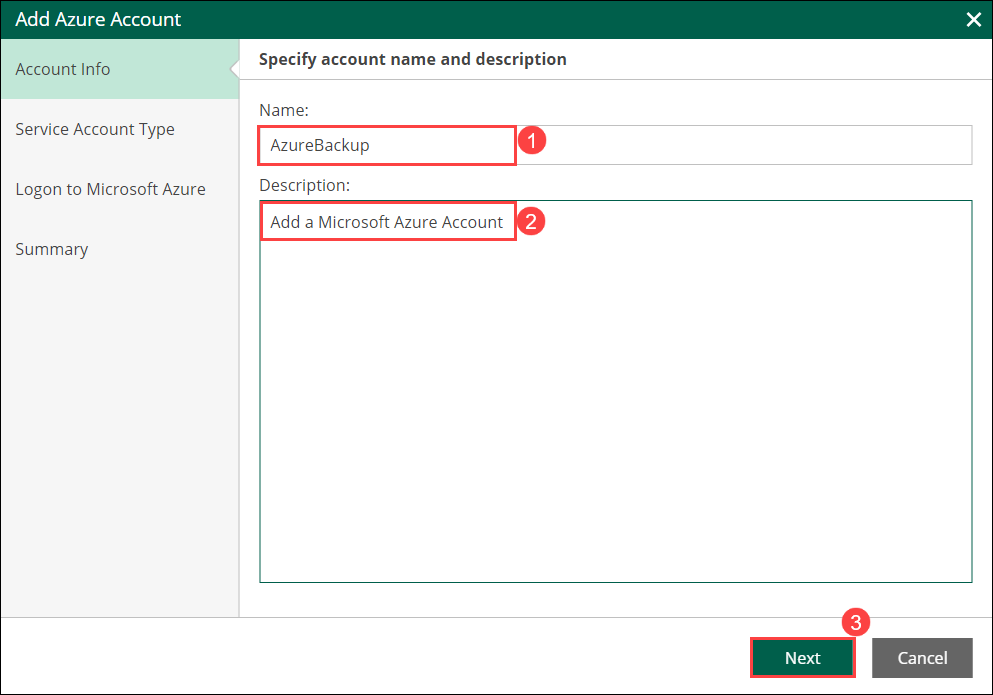 Add Azure Account
Account Info
Service Account Type
Logon to Microsoft Azure
Summary
Specify account name and description
Name:
AzureBackup
1
Description:
Add a Microsoft Azure Account
2
3
Next
Cancel